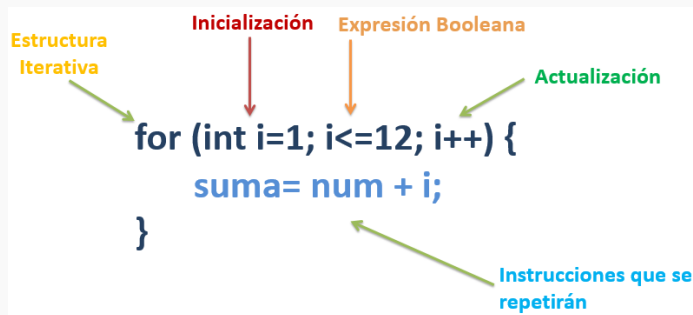 Inicialización
Expresión Booleana
Estructura
Iterativa
Actualización
for (int i=1; i<=12; i++) {
suma= num + i;
}
Instrucciones que se
repetirán